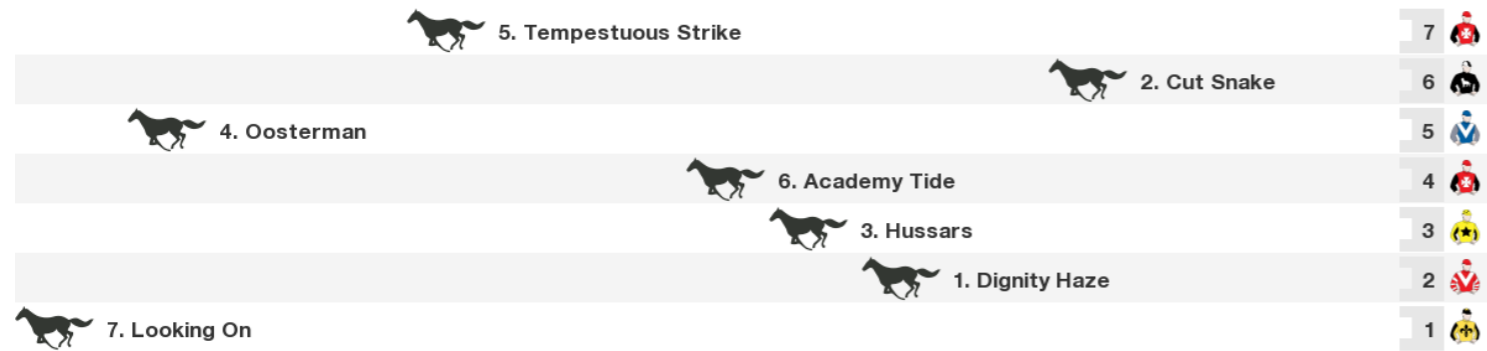 5. Tempestuous Strike 7
2. Cut Snake 6
4. Oosterman 5
6. Academy Tide 4
3. Hussars 3
1. Dignity Haze 2
7. Looking On 1